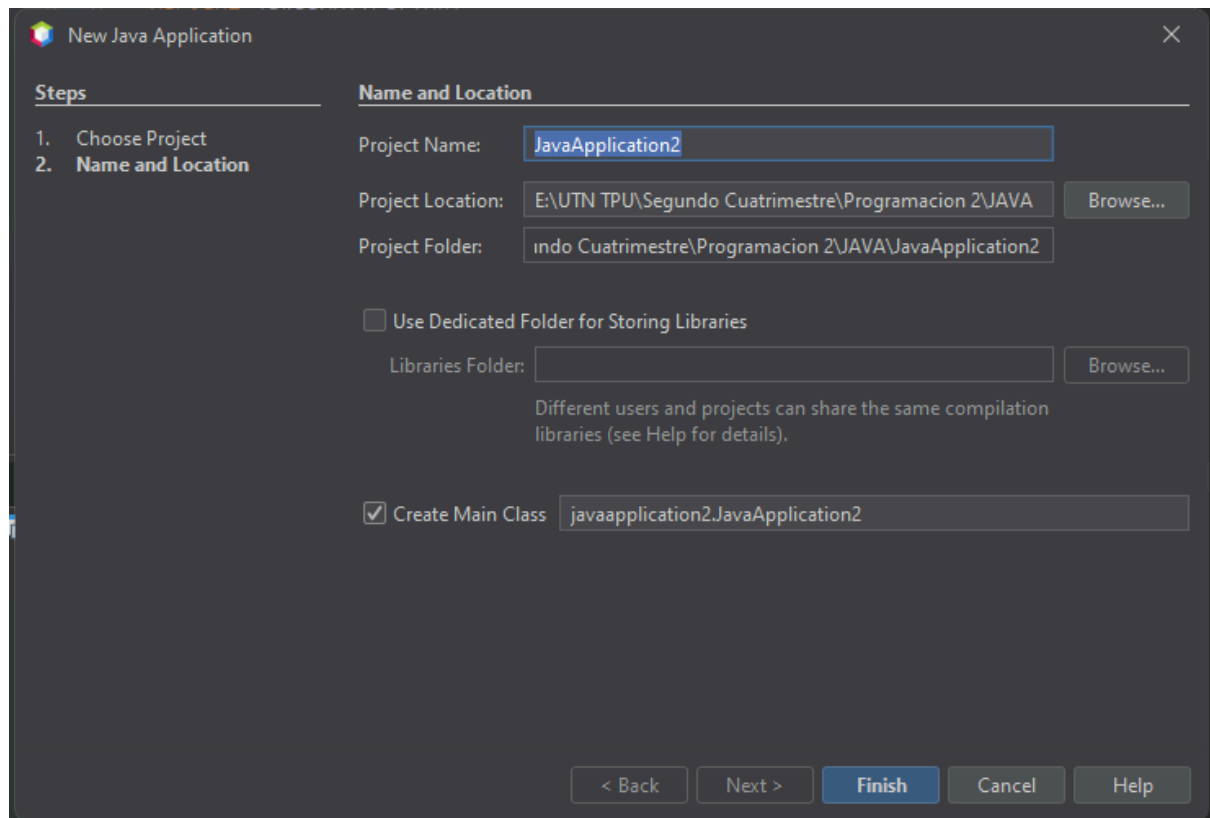 New Java Application
Steps
1. Choose Project
2. Name and Location
Name and Location
Project Name: JavaApplication2
Project Location: E:\UTN TPU\Segundo Cuatrimestre\Programacion 2\JAVA Browse...
Project Folder: ındo Cuatrimestre\Programacion 2\JAVA\JavaApplication2
Use Dedicated Folder for Storing Libraries
Libraries Folder: Browse...
Different users and projects can share the same compilation
libraries (see Help for details).
Create Main Class javaapplication2.JavaApplication2
< Back Next > Finish Cancel Help